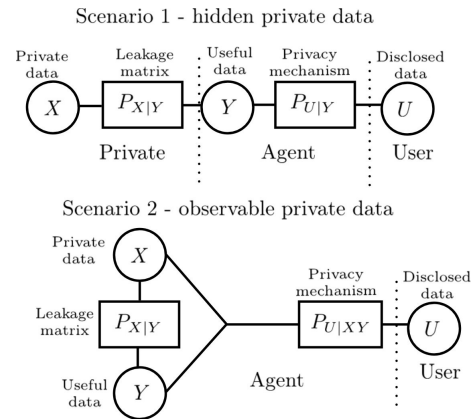 Scenario 1 - hidden private data
Private data
Leakage matrix
Useful data
Privacy mechanism
Disclosed data
X
P_{X|Y}
Y
P_{U|Y}
U
Private
Agent
User
Scenario 2 - observable private data
Private data
X
Privacy mechanism
Disclosed data
Leakage matrix
P_{X|Y}
P_{U|XY}
U
Useful data
Y
Agent
User